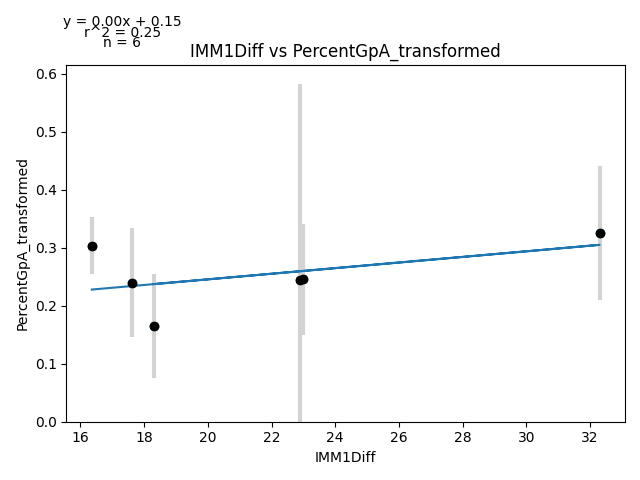 y = 0.00x + 0.15
r^2 = 0.25
n = 6
IMM1Diff vs PercentGpA_transformed
0.6
0.5
0.4
0.3
0.2
0.1
0.0
PercentGpA_transformed
16 18 20 22 24 26 28 30 32
IMM1Diff